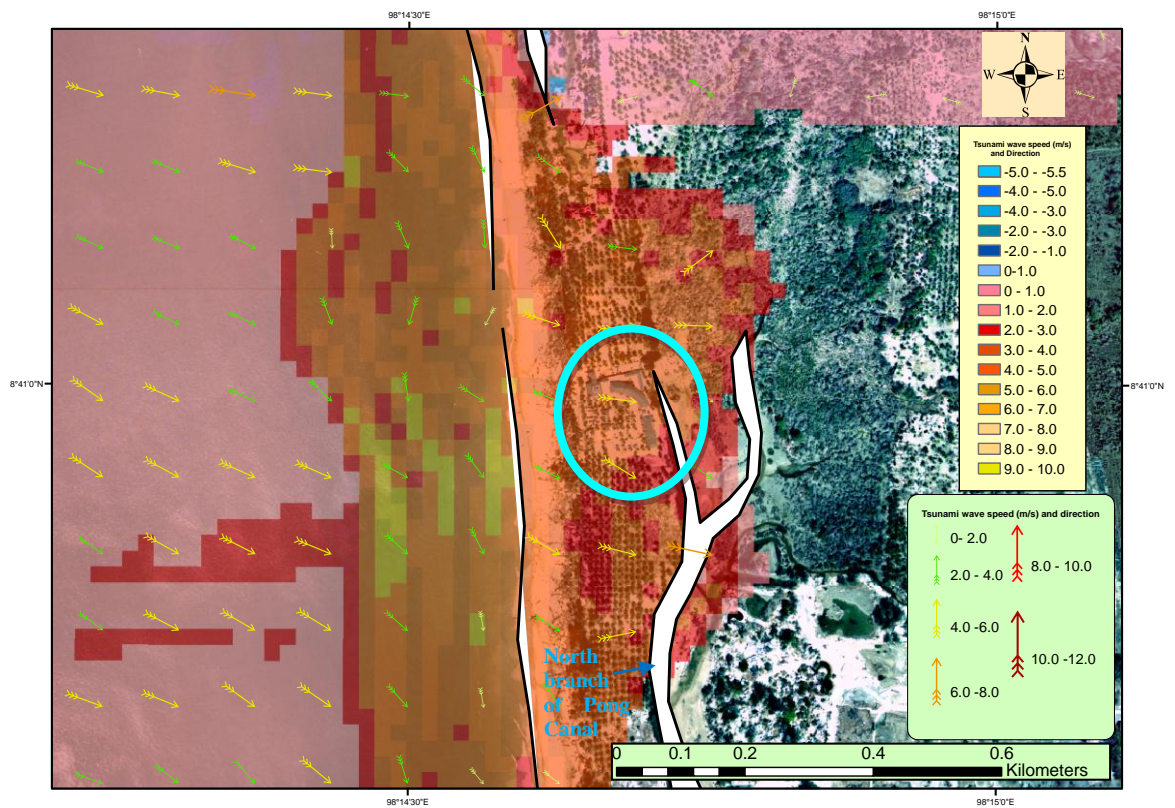 98°14'30"E
98°15'0"E
N
W
E
S
Tsunami wave speed (m/s)
and Direction
-5.0 - -5.5
-4.0 - -5.0
-4.0 - -3.0
-2.0 - -3.0
-2.0 - -1.0
0-1.0
0 - 1.0
1.0 - 2.0
2.0 - 3.0
3.0 - 4.0
4.0 - 5.0
5.0 - 6.0
6.0 - 7.0
7.0 - 8.0
8.0 - 9.0
9.0 - 10.0
8°41'0"N
8°41'0"N
Tsunami wave speed (m/s) and direction
0- 2.0
2.0 - 4.0
4.0 -6.0
6.0 - 8.0
8.0 - 10.0
10.0 -12.0
North
branch
of Pong
Canal
0 0.1 0.2 0.4 0.6
Kilometers
98°14'30"E
98°15'0"E